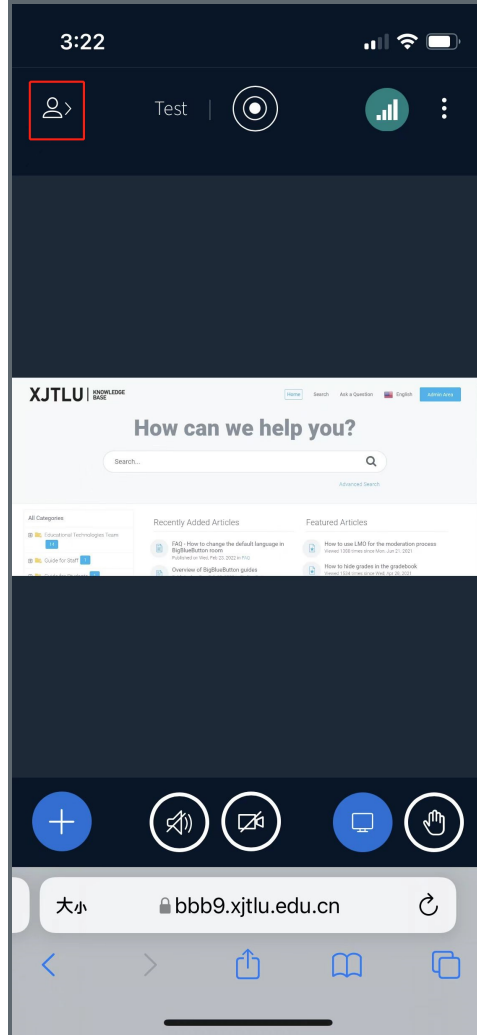 3:22
Test
XJTLU KNOWLEDGE BASE
Home Search Ask a Question English Admin Area
How can we help you?
Search...
Advanced Search
All Categories
Recently Added Articles
Featured Articles
Educational Technologies Team
FAQ - How to change the default language in BigBlueButton room
How to use LMO for the moderation process
Guide for Staff
Overview of BigBlueButton guides
How to hide grades in the gradebook
大小 bbb9.xjtlu.edu.cn